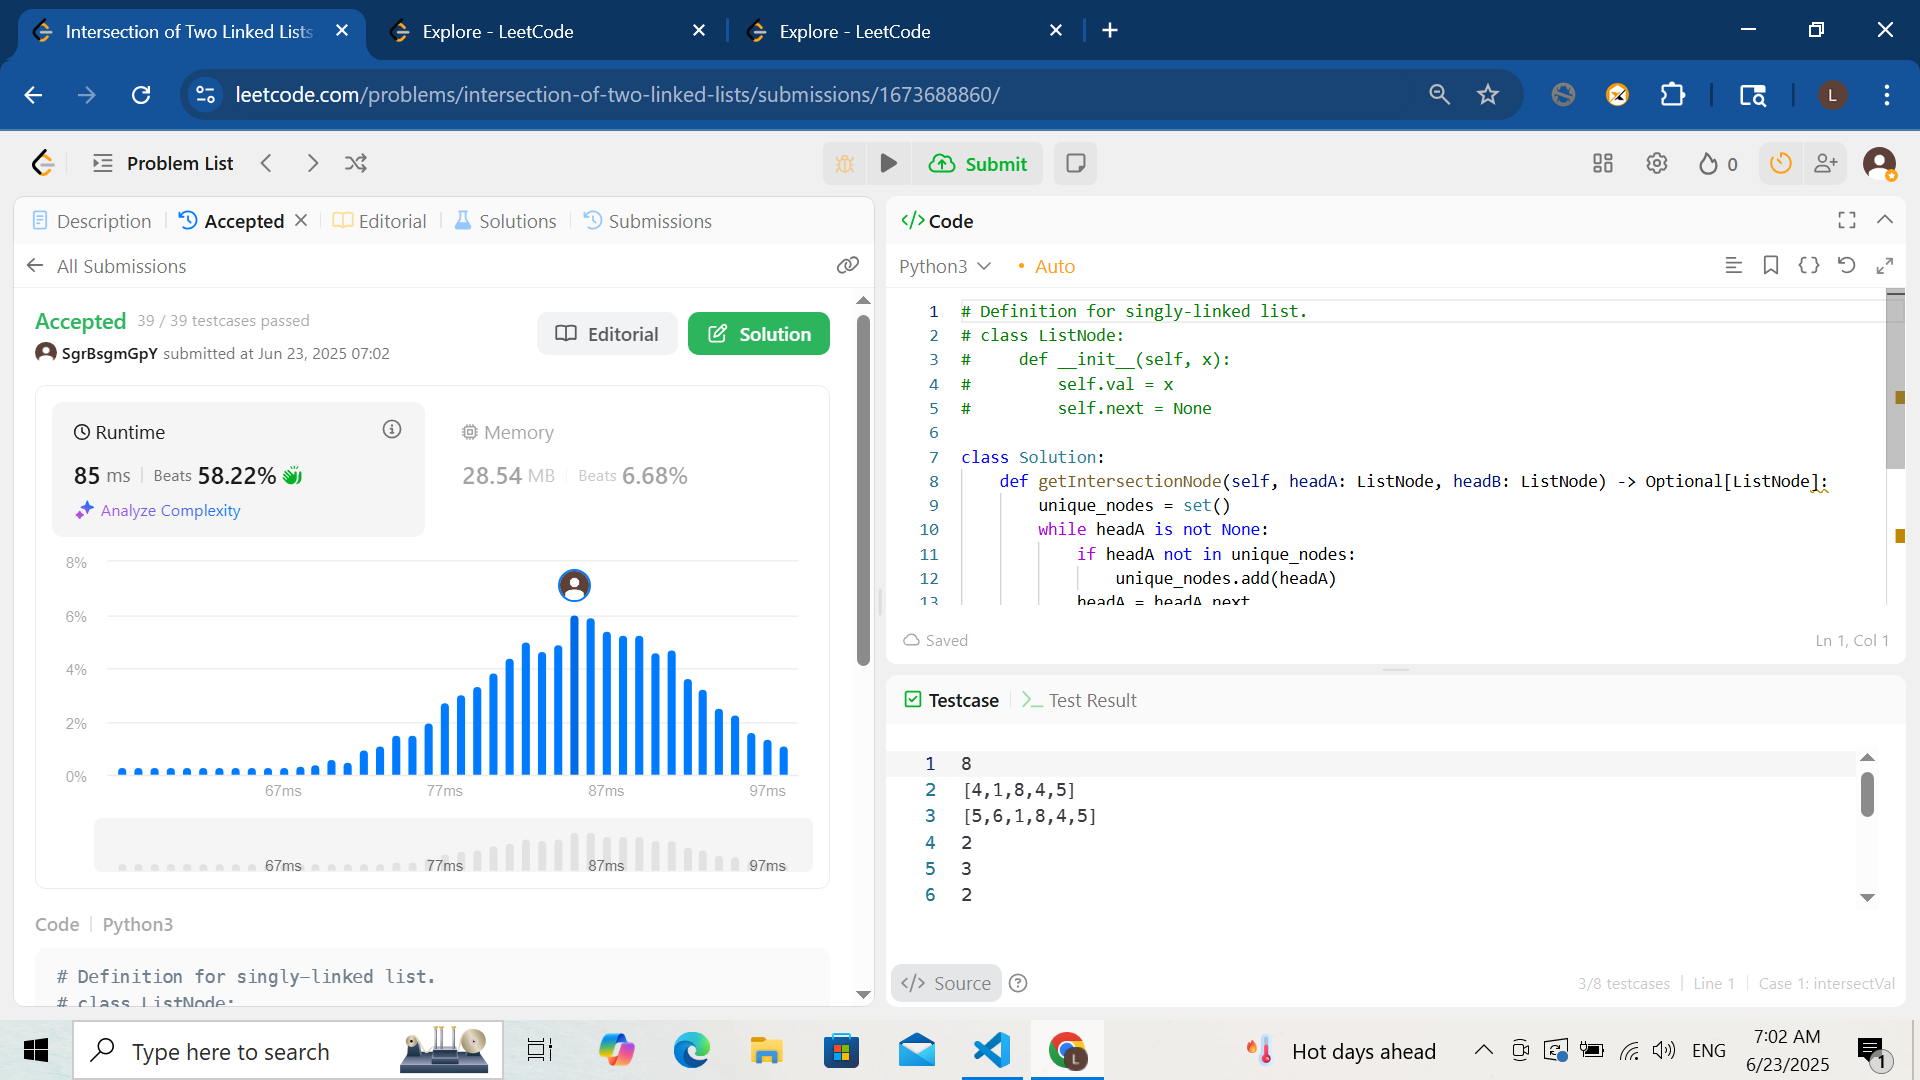 Intersection of Two Linked Lists
Explore - LeetCode
Explore - LeetCode
leetcode.com/problems/intersection-of-two-linked-lists/submissions/1673688860/
L
Problem List
Submit
0
Description
Accepted
Editorial
Solutions
Submissions
All Submissions
Accepted 39 / 39 testcases passed
SgrBsgmGpY submitted at Jun 23, 2025 07:02
Editorial
Solution
Runtime
85 ms
Beats 58.22%
Analyze Complexity
Memory
28.54 MB
Beats 6.68%
8%
6%
4%
2%
0%
67ms 77ms 87ms 97ms
67ms 77ms 87ms 97ms
Code
Python3
# Definition for singly-linked list.
# class ListNode:
</> Code
Python3
Auto
1 # Definition for singly-linked list.
2 # class ListNode:
3 #     def __init__(self, x):
4 #         self.val = x
5 #         self.next = None
6
7 class Solution:
8     def getIntersectionNode(self, headA: ListNode, headB: ListNode) -> Optional[ListNode]:
9         unique_nodes = set()
10         while headA is not None:
11             if headA not in unique_nodes:
12                 unique_nodes.add(headA)
13             headA = headA.next
Saved
Ln 1, Col 1
Testcase
Test Result
1 8
2 [4,1,8,4,5]
3 [5,6,1,8,4,5]
4 2
5 3
6 2
</> Source
3/8 testcases
Line 1
Case 1: intersectVal
Type here to search
L
Hot days ahead
ENG
7:02 AM
6/23/2025
1